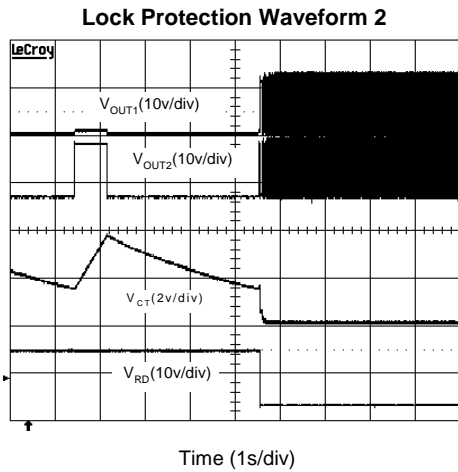 Lock Protection Waveform 2
LeCroy
VOUT1(10v/div)
VOUT2(10v/div)
VCT(2v/div)
VRD(10v/div)
Time (1s/div)